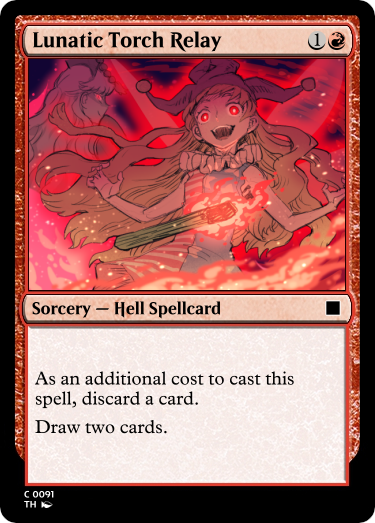 Lunatic Torch Relay 1
Sorcery — Hell Spellcard
As an additional cost to cast this
spell, discard a card.
Draw two cards.
C 0091
TH